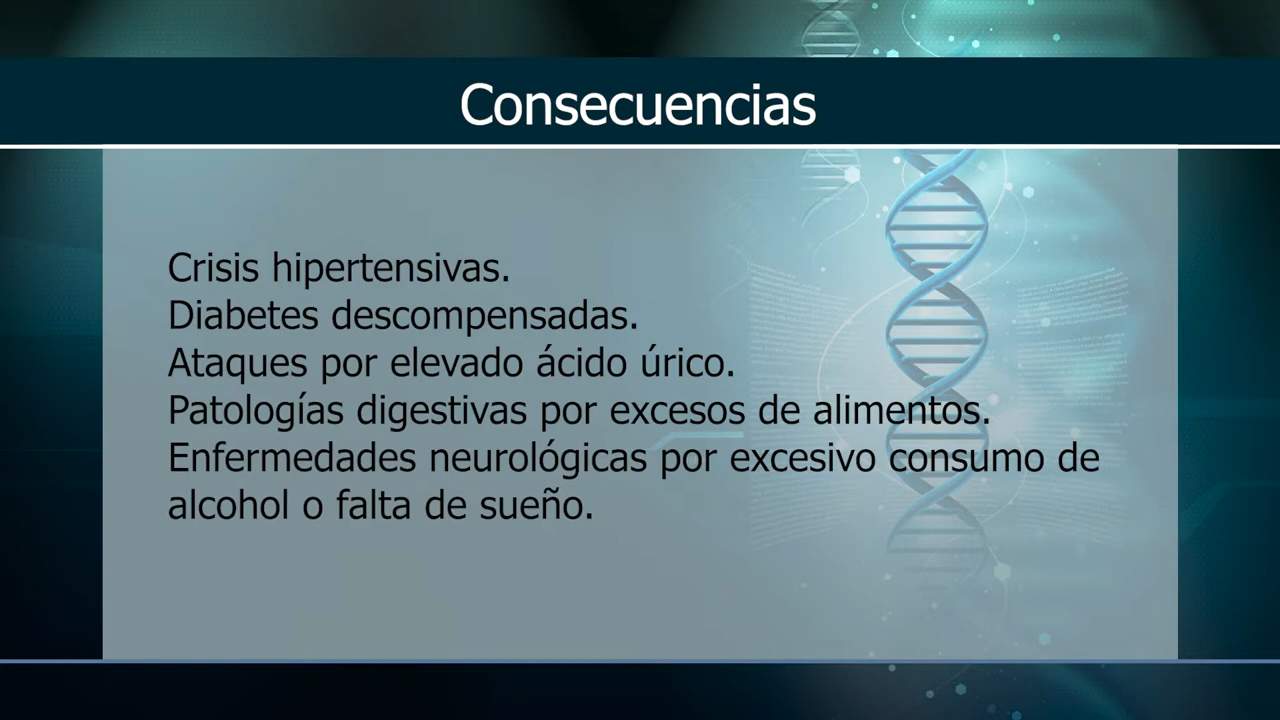 Consecuencias
Crisis hipertensivas.
Diabetes descompensadas.
Ataques por elevado ácido úrico.
Patologías digestivas por excesos de alimentos.
Enfermedades neurológicas por excesivo consumo de
alcohol o falta de sueño.